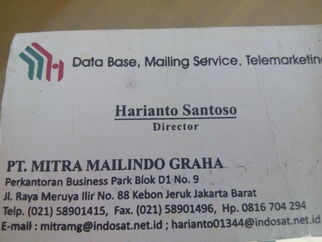 Data Base, Mailing Service, Telemarketing
Harianto Santoso
Director
PT. MITRA MAILINDO GRAHA
Perkantoran Business Park Blok D1 No. 9
Jl. Raya Meruya Ilir No. 88 Kebon Jeruk Jakarta Barat
Telp. (021) 58901415, Fax. (021) 58901496, Hp. 0816 704 294
E-mail : mitramg@indosat.net.id ; harianto01344@indosat.net.id